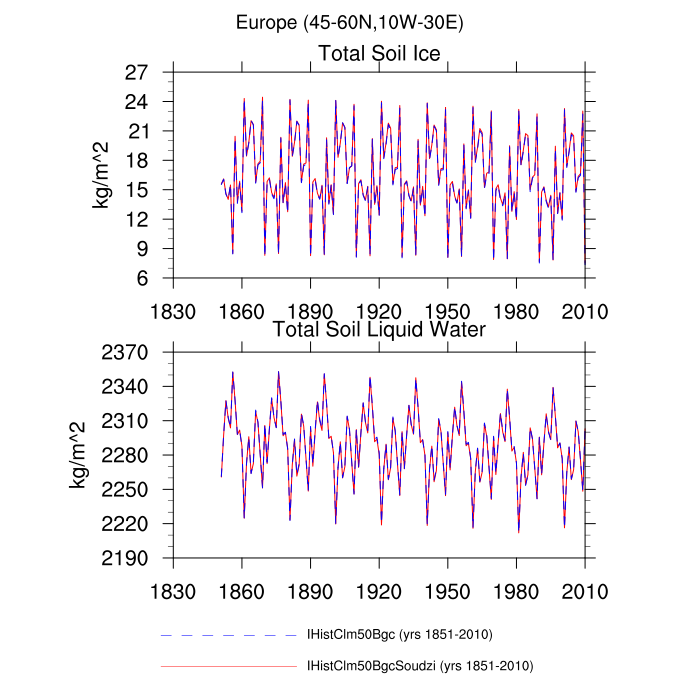 Europe (45-60N,10W-30E)
Total Soil Ice
27
24
21
18
15
12
9
6
kg/m^2
1830 1860 1890 1920 1950 1980 2010
Total Soil Liquid Water
2370
2340
2310
2280
2250
2220
2190
kg/m^2
1830 1860 1890 1920 1950 1980 2010
IHistClm50Bgc (yrs 1851-2010)
IHistClm50BgcSoudzi (yrs 1851-2010)